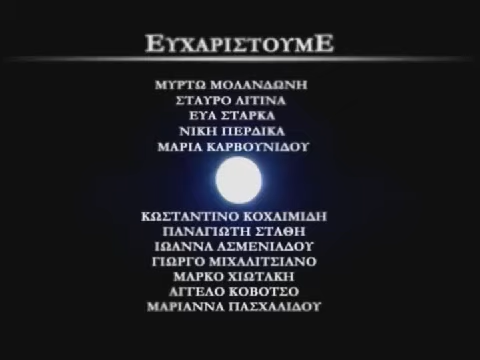 ΕΥΧΑΡΙΣΤΟΥΜΕ
ΜΥΡΤΩ ΜΟΛΑΝΔΩΝΗ
ΣΤΑΥΡΟ ΛΙΤΙΝΑ
ΕΥΑ ΣΤΑΡΚΑ
ΝΙΚΗ ΠΕΡΔΙΚΑ
ΜΑΡΙΑ ΚΑΡΒΟΥΝΙΔΟΥ
ΚΩΣΤΑΝΤΙΝΟ ΚΟΧΑΙΜΙΔΗ
ΠΑΝΑΓΙΩΤΗ ΣΤΑΘΗ
ΙΩΑΝΝΑ ΑΣΜΕΝΙΑΔΟΥ
ΓΙΩΡΓΟ ΜΙΧΑΛΙΤΣΙΑΝΟ
ΜΑΡΚΟ ΧΙΩΤΑΚΗ
ΑΓΓΕΛΟ ΚΟΒΟΤΣΟ
ΜΑΡΙΑΝΝΑ ΠΑΣΧΑΛΙΔΟΥ